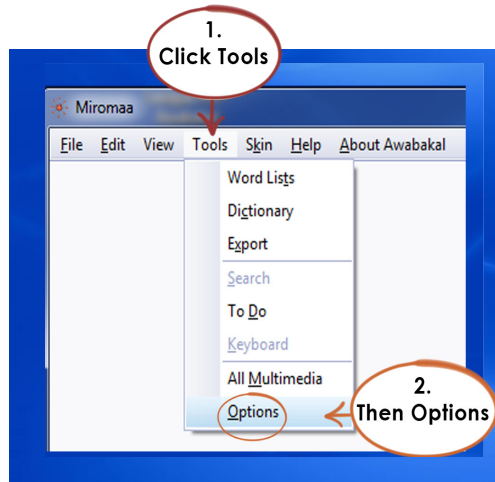 1.
Click Tools
Miromaa
File Edit View Tools Skin Help About Awabakal
Word Lists
Dictionary
Export
Search
To Do
Keyboard
All Multimedia
Options
2.
Then Options